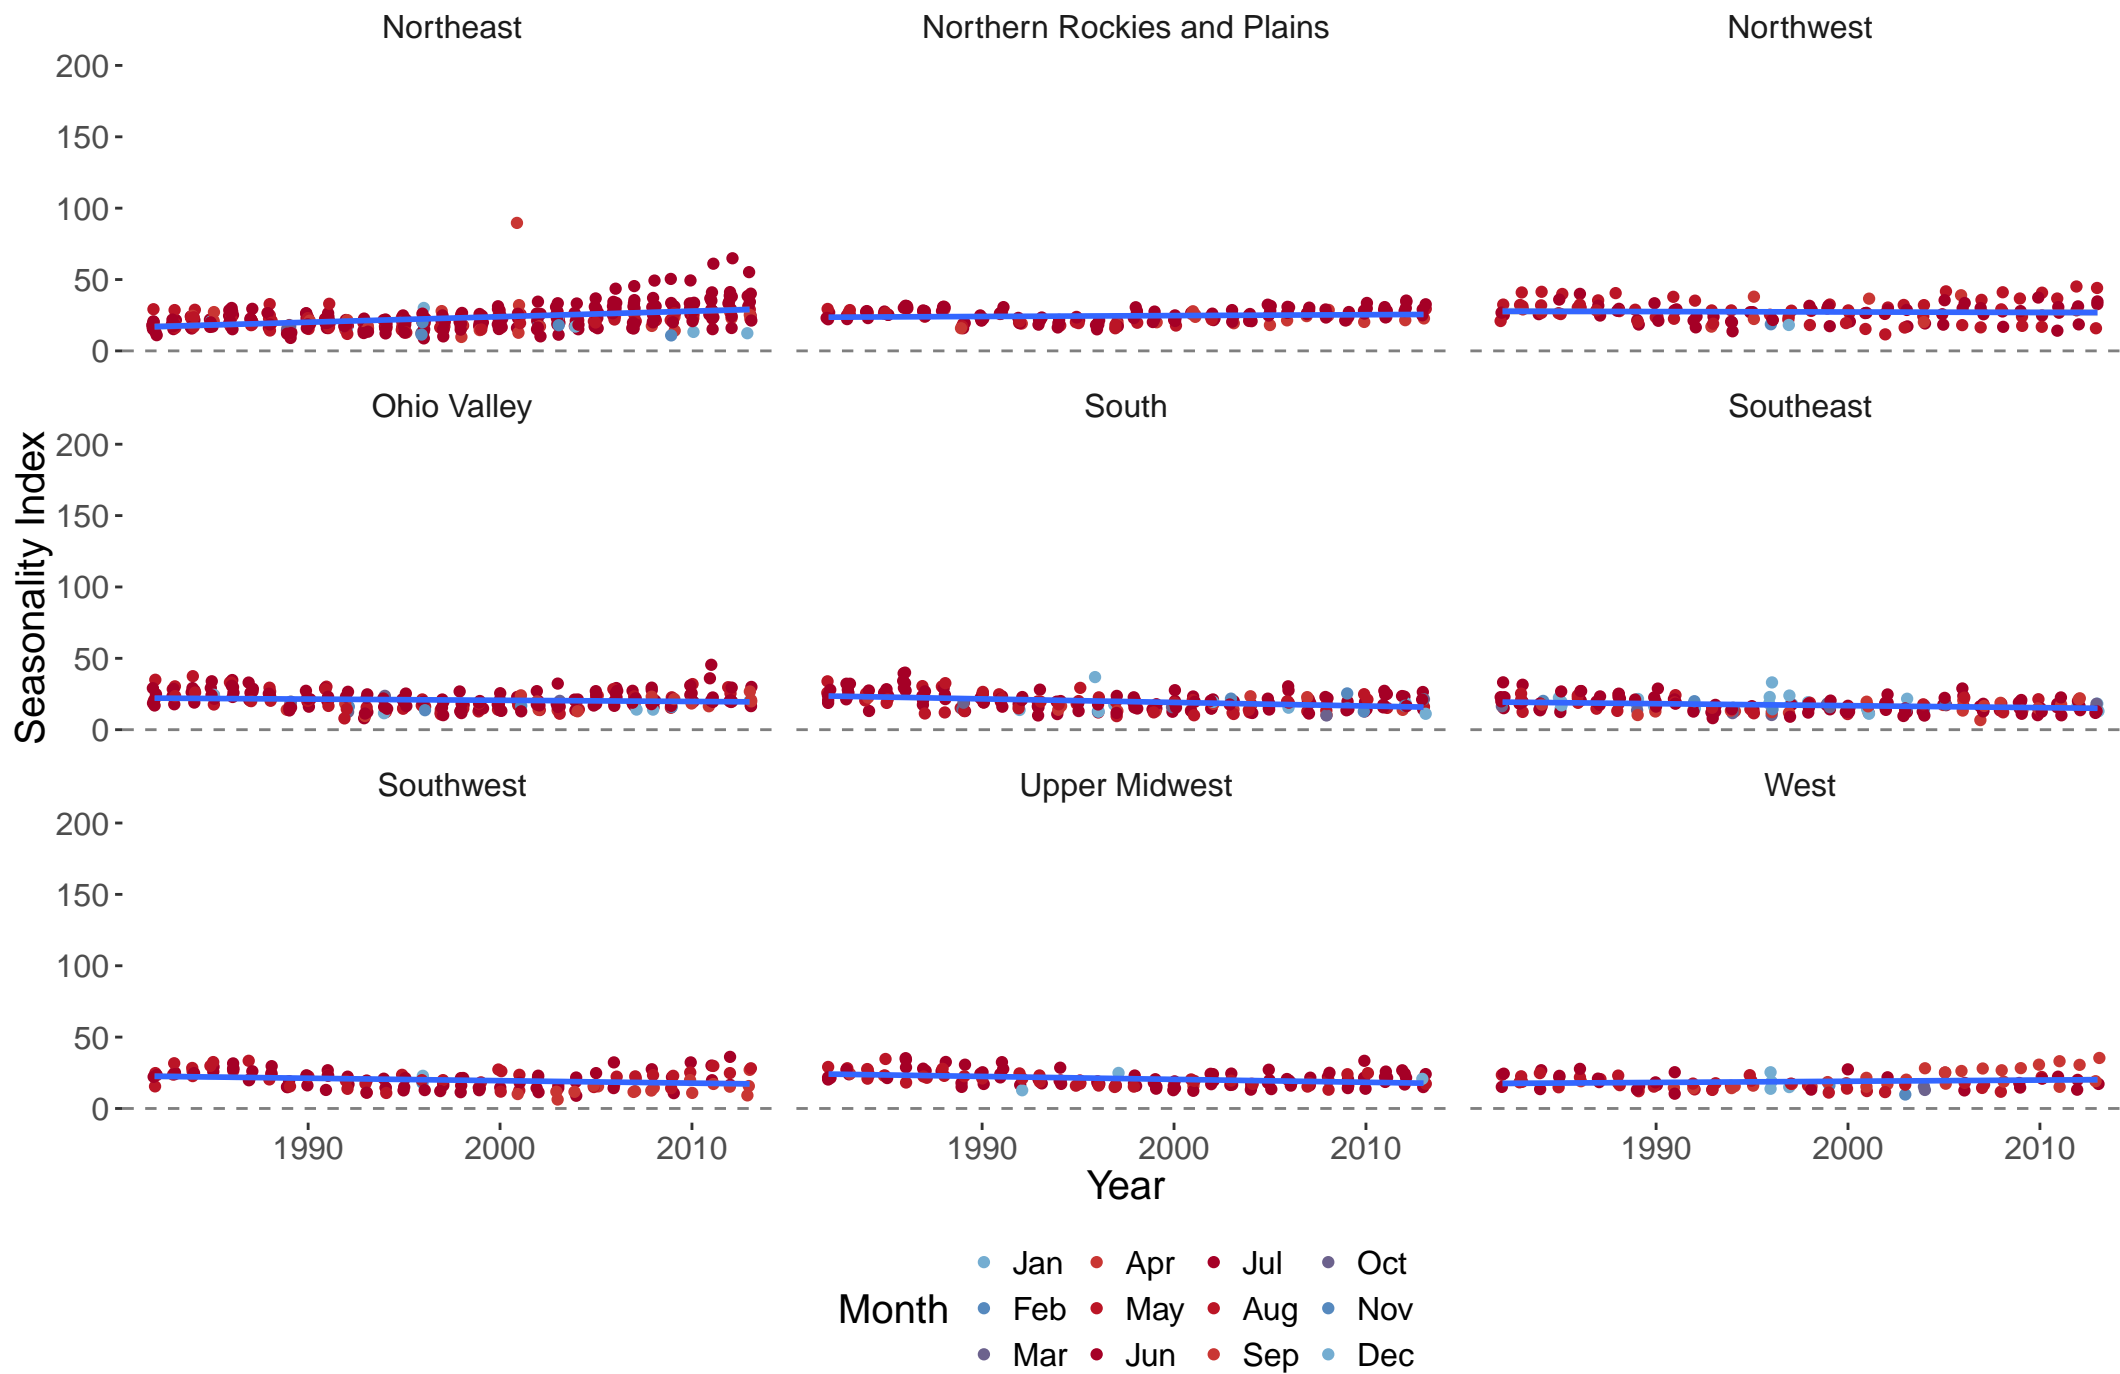 Northeast Northern Rockies and Plains Northwest
200
150
100
50
0
Ohio Valley South Southeast
200
150
100
50
0
Southwest Upper Midwest West
200
150
100
50
0
1990 2000 2010 1990 2000 2010 1990 2000 2010
Seasonality Index
Year
Month
Jan Apr Jul Oct
Feb May Aug Nov
Mar Jun Sep Dec